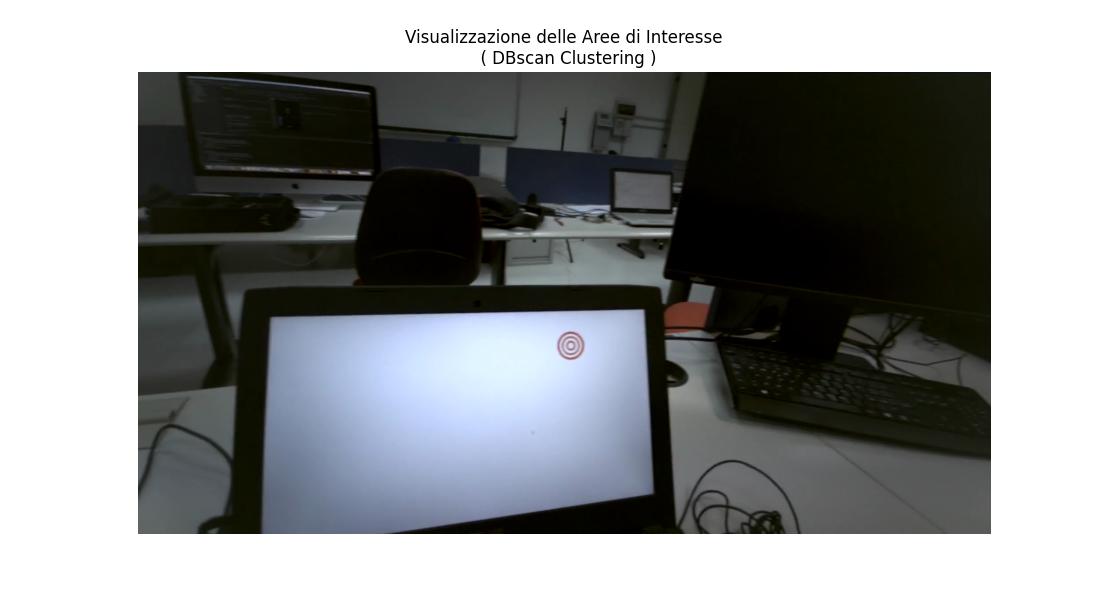 Visualizzazione delle Aree di Interesse
( DBscan Clustering )